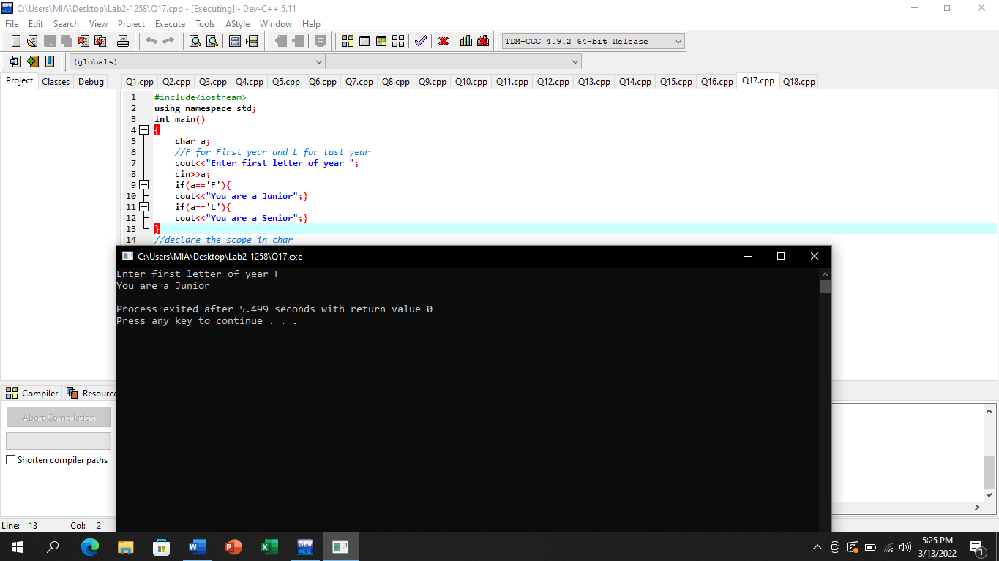 C:\Users\MIA\Desktop\Lab2-1258\Q17.cpp - [Executing] - Dev-C++ 5.11
File Edit Search View Project Execute Tools AStyle Window Help
TDM-GCC 4.9.2 64-bit Release
(globals)
Project Classes Debug Q1.cpp Q2.cpp Q3.cpp Q4.cpp Q5.cpp Q6.cpp Q7.cpp Q8.cpp Q9.cpp Q10.cpp Q11.cpp Q12.cpp Q13.cpp Q14.cpp Q15.cpp Q16.cpp Q17.cpp Q18.cpp
1 #include<iostream>
2 using namespace std;
3 int main()
4 {
5 char a;
6 //F for First year and L for last year
7 cout<<"Enter first letter of year ";
8 cin>>a;
9 if(a=='F'){
10 cout<<"You are a Junior";}
11 if(a=='L'){
12 cout<<"You are a Senior";}
13 }
14 //declare the scope in char
C:\Users\MIA\Desktop\Lab2-1258\Q17.exe
Enter first letter of year F
You are a Junior
--------------------------------
Process exited after 5.499 seconds with return value 0
Press any key to continue . . .
Compiler Resource
Abort Compilation
Shorten compiler paths
Line: 13 Col: 2
5:25 PM
3/13/2022
1